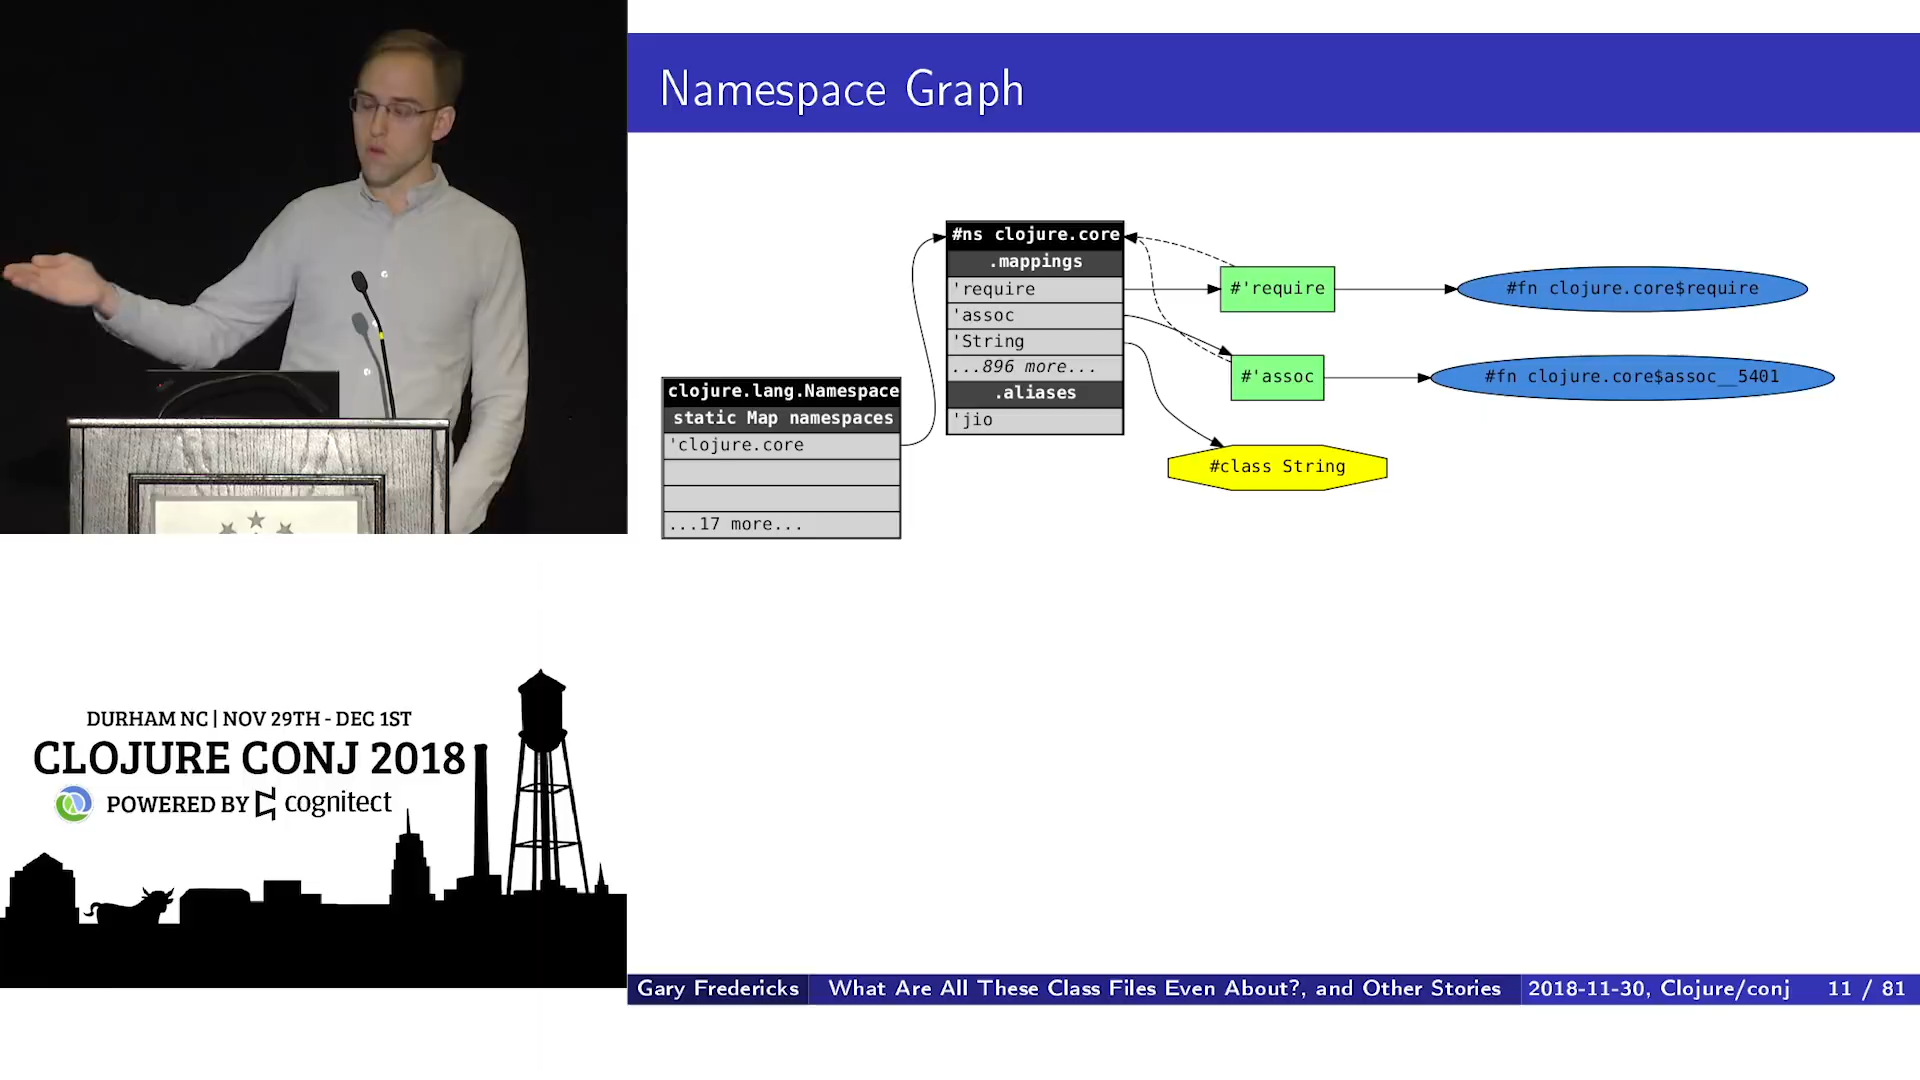 Namespace Graph
#ns clojure.core
.mappings
'require
'assoc
'String
...896 more...
.aliases
'jio
#'require
#fn clojure.core$require
#'assoc
#fn clojure.core$assoc__5401
#class String
clojure.lang.Namespace
static Map namespaces
'clojure.core
...17 more...
DURHAM NC | NOV 29TH - DEC 1ST
CLOJURE CONJ 2018
POWERED BY cognitect
Gary Fredericks What Are All These Class Files Even About?, and Other Stories 2018-11-30, Clojure/conj 11 / 81